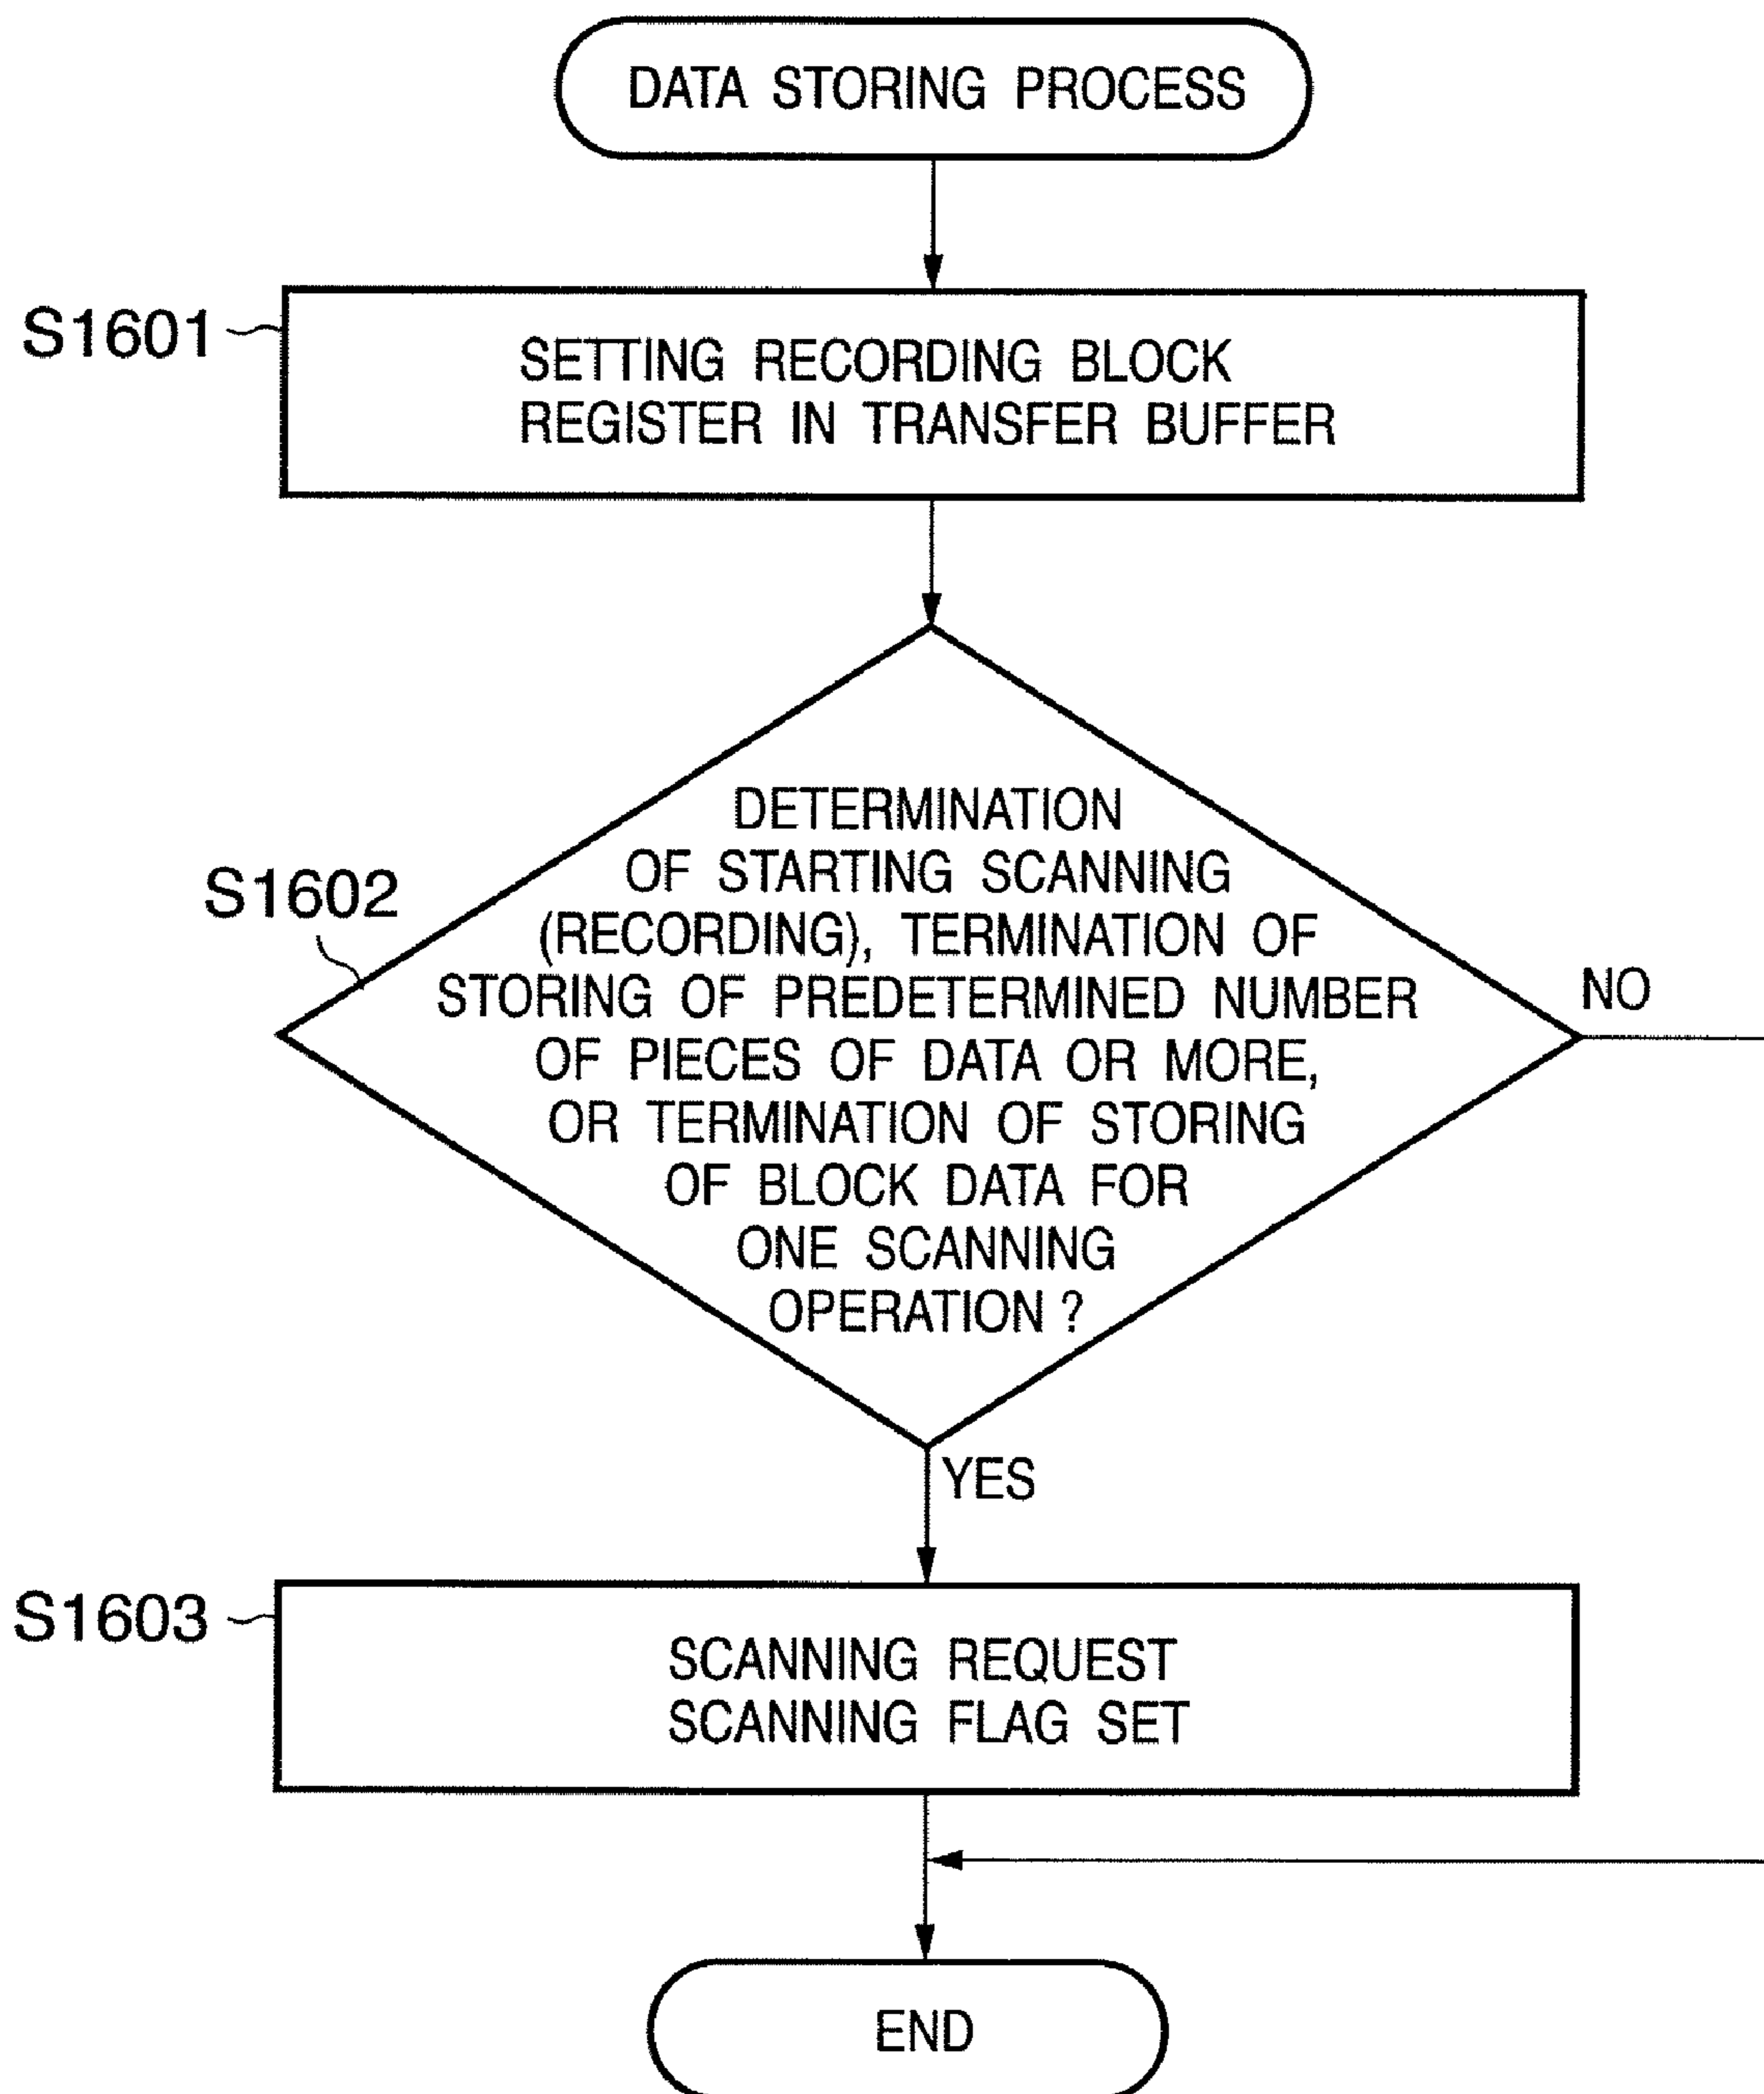 DATA STORING PROCESS
S1601
SETTING RECORDING BLOCK
REGISTER IN TRANSFER BUFFER
S1602
DETERMINATION
OF STARTING SCANNING
(RECORDING), TERMINATION OF
STORING OF PREDETERMINED NUMBER
OF PIECES OF DATA OR MORE,
OR TERMINATION OF STORING
OF BLOCK DATA FOR
ONE SCANNING
OPERATION ?
NO
YES
S1603
SCANNING REQUEST
SCANNING FLAG SET
END